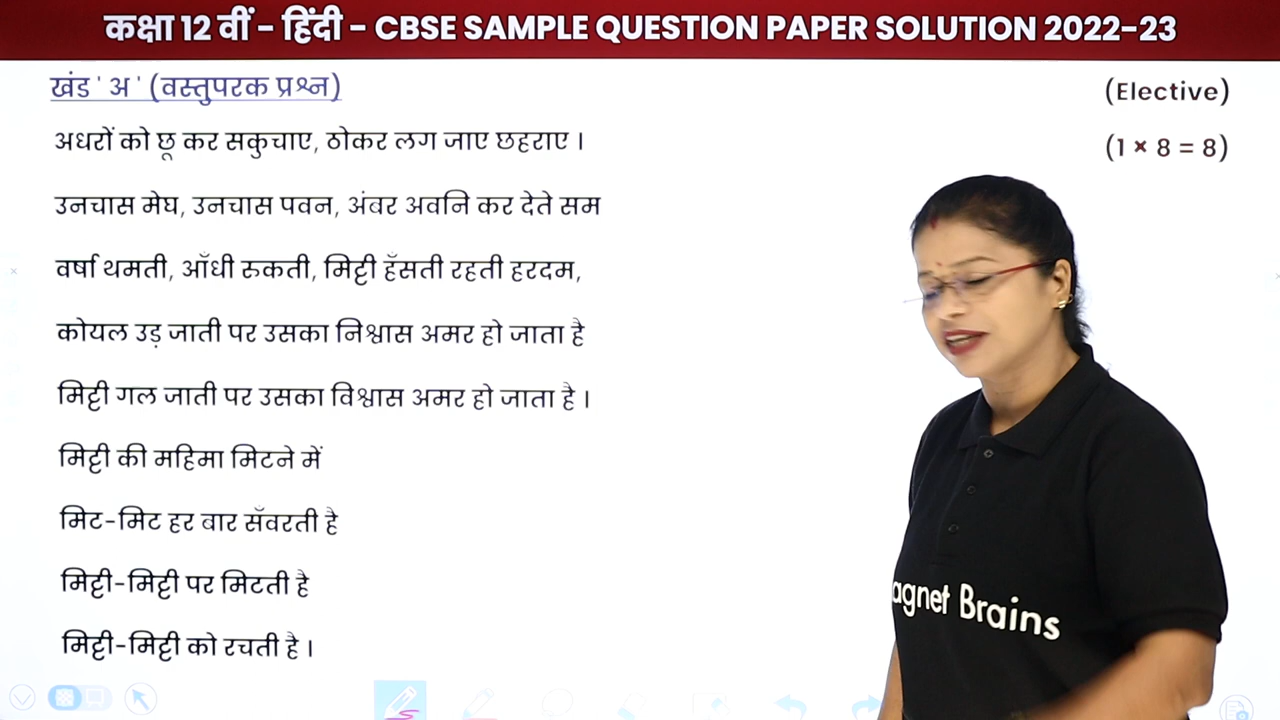 कक्षा 12 वीं – हिंदी – CBSE SAMPLE QUESTION PAPER SOLUTION 2022-23
खंड ' अ ' (वस्तुपरक प्रश्न)
(Elective)
अधरों को छू कर सकुचाए, ठोकर लग जाए छहराए ।
(1 × 8 = 8)
उनचास मेघ, उनचास पवन, अंबर अवनि कर देते सम
वर्षा थमती, आँधी रुकती, मिट्टी हँसती रहती हरदम,
कोयल उड़ जाती पर उसका निश्वास अमर हो जाता है
मिट्टी गल जाती पर उसका विश्वास अमर हो जाता है ।
मिट्टी की महिमा मिटने में
मिट-मिट हर बार सँवरती है
मिट्टी-मिट्टी पर मिटती है
मिट्टी-मिट्टी को रचती है ।
agnet Brains